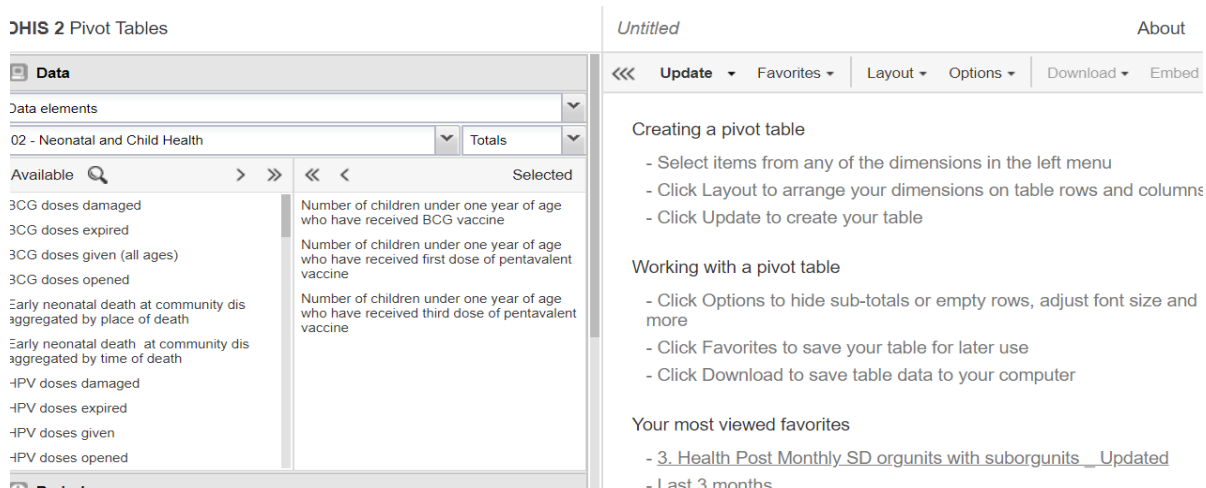 DHIS 2 Pivot Tables
Data
Data elements
02 - Neonatal and Child Health
Totals
Available
Selected
BCG doses damaged
BCG doses expired
BCG doses given (all ages)
BCG doses opened
Early neonatal death at community dis
aggregated by place of death
Early neonatal death at community dis
aggregated by time of death
HPV doses damaged
HPV doses expired
HPV doses given
HPV doses opened
Number of children under one year of age
who have received BCG vaccine
Number of children under one year of age
who have received first dose of pentavalent
vaccine
Number of children under one year of age
who have received third dose of pentavalent
vaccine
Untitled
About
Update Favorites Layout Options Download Embed
Creating a pivot table
- Select items from any of the dimensions in the left menu
- Click Layout to arrange your dimensions on table rows and columns
- Click Update to create your table
Working with a pivot table
- Click Options to hide sub-totals or empty rows, adjust font size and
more
- Click Favorites to save your table for later use
- Click Download to save table data to your computer
Your most viewed favorites
- 3. Health Post Monthly SD orgunits with suborgunits _ Updated
- Last 3 months